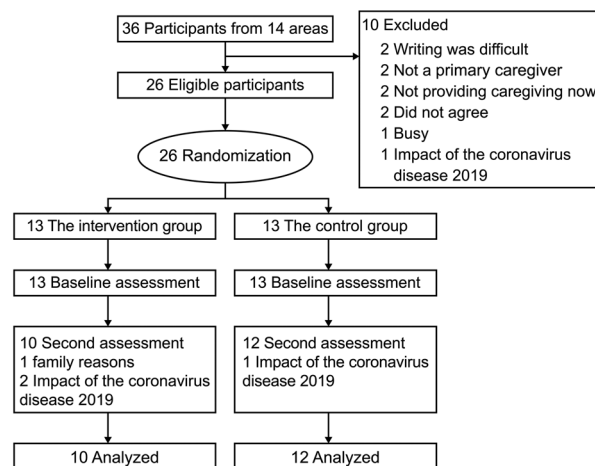 36 Participants from 14 areas
10 Excluded
2 Writing was difficult
2 Not a primary caregiver
2 Not providing caregiving now
2 Did not agree
1 Busy
1 Impact of the coronavirus
disease 2019
26 Eligible participants
26 Randomization
13 The intervention group
13 The control group
13 Baseline assessment
13 Baseline assessment
10 Second assessment
1 family reasons
2 Impact of the coronavirus
disease 2019
12 Second assessment
1 Impact of the coronavirus
disease 2019
10 Analyzed
12 Analyzed